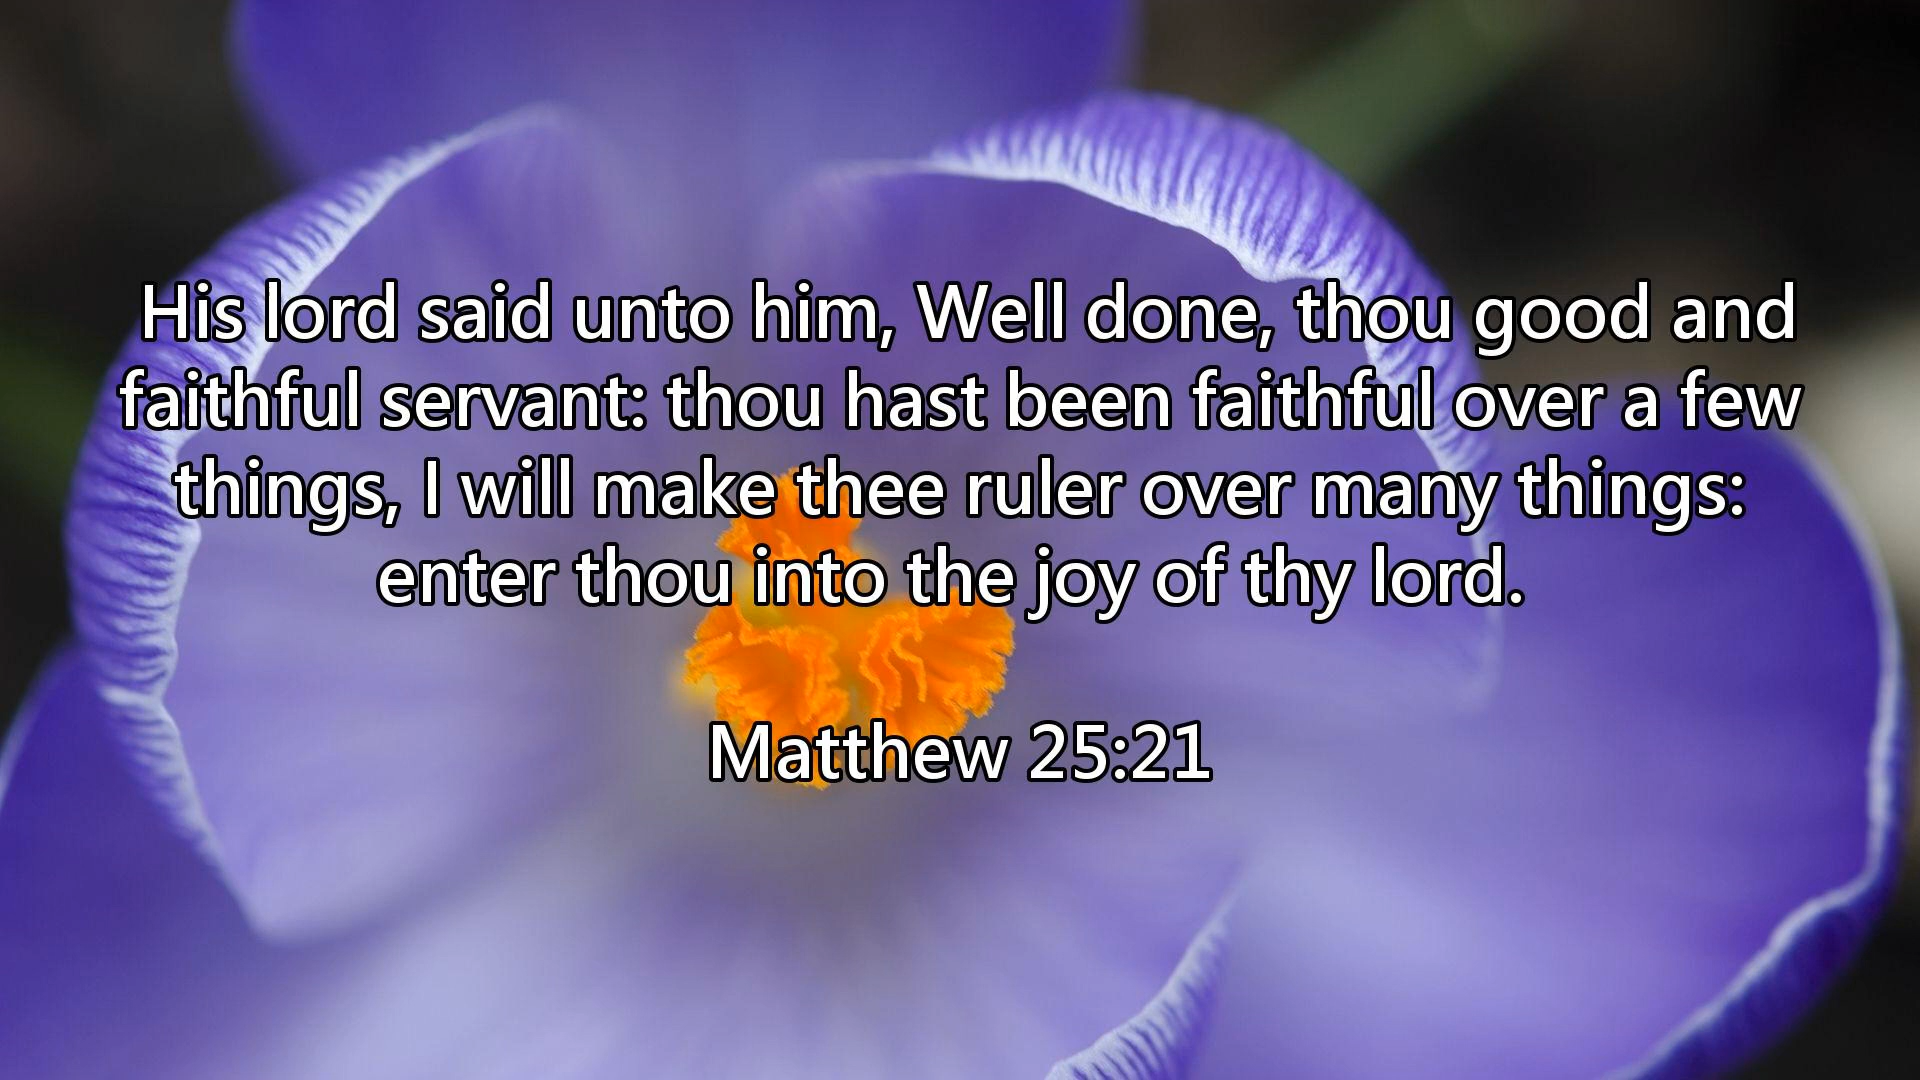 His lord said unto him, Well done, thou good and
faithful servant: thou hast been faithful over a few
things, I will make thee ruler over many things:
enter thou into the joy of thy lord.
Matthew 25:21